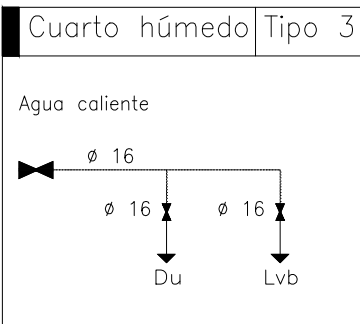 Cuarto húmedo Tipo 3
Agua caliente
ø 16
ø 16 ø 16
Du Lvb